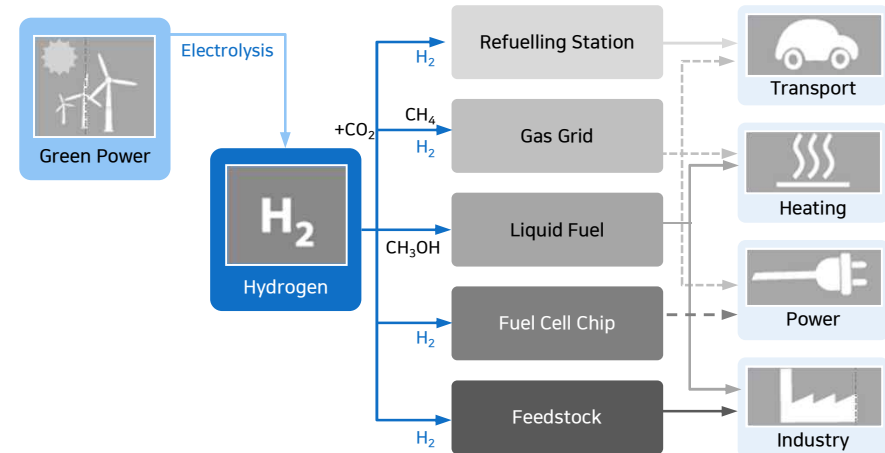 Green Power
Electrolysis
H₂
Hydrogen
+CO₂
H₂
CH₄
H₂
CH₃OH
H₂
H₂
Refuelling Station
Gas Grid
Liquid Fuel
Fuel Cell Chip
Feedstock
Transport
Heating
Power
Industry